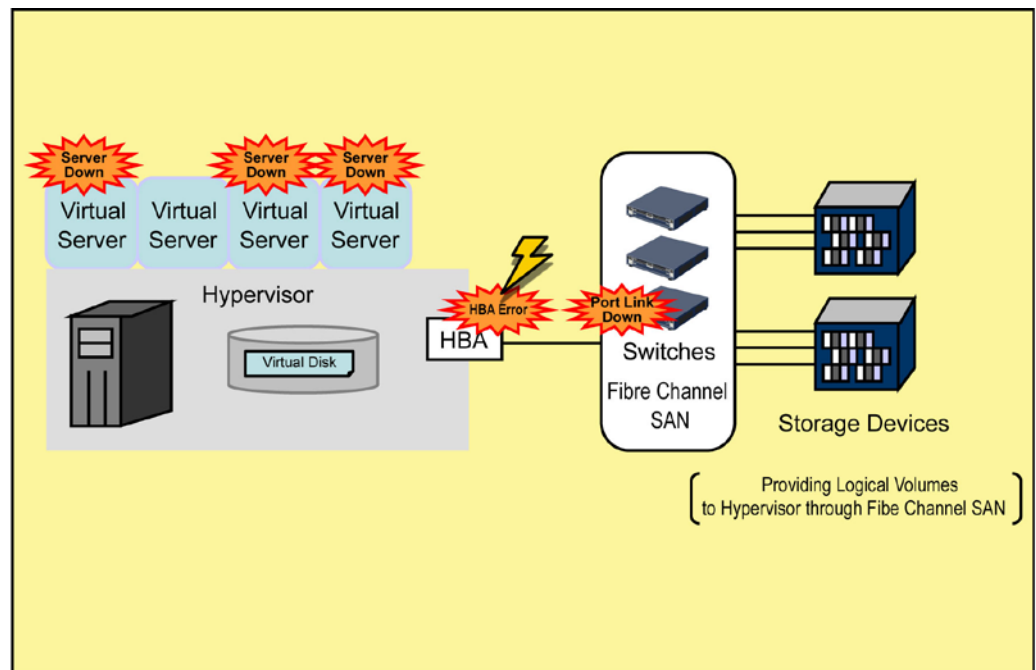 Server
Down
Server
Down
Server
Down
Virtual
Server
Virtual
Server
Virtual
Server
Virtual
Server
Hypervisor
HBA Error
Port Link
Down
HBA
Virtual Disk
Switches
Fibre Channel
SAN
Storage Devices
Providing Logical Volumes
to Hypervisor through Fibe Channel SAN